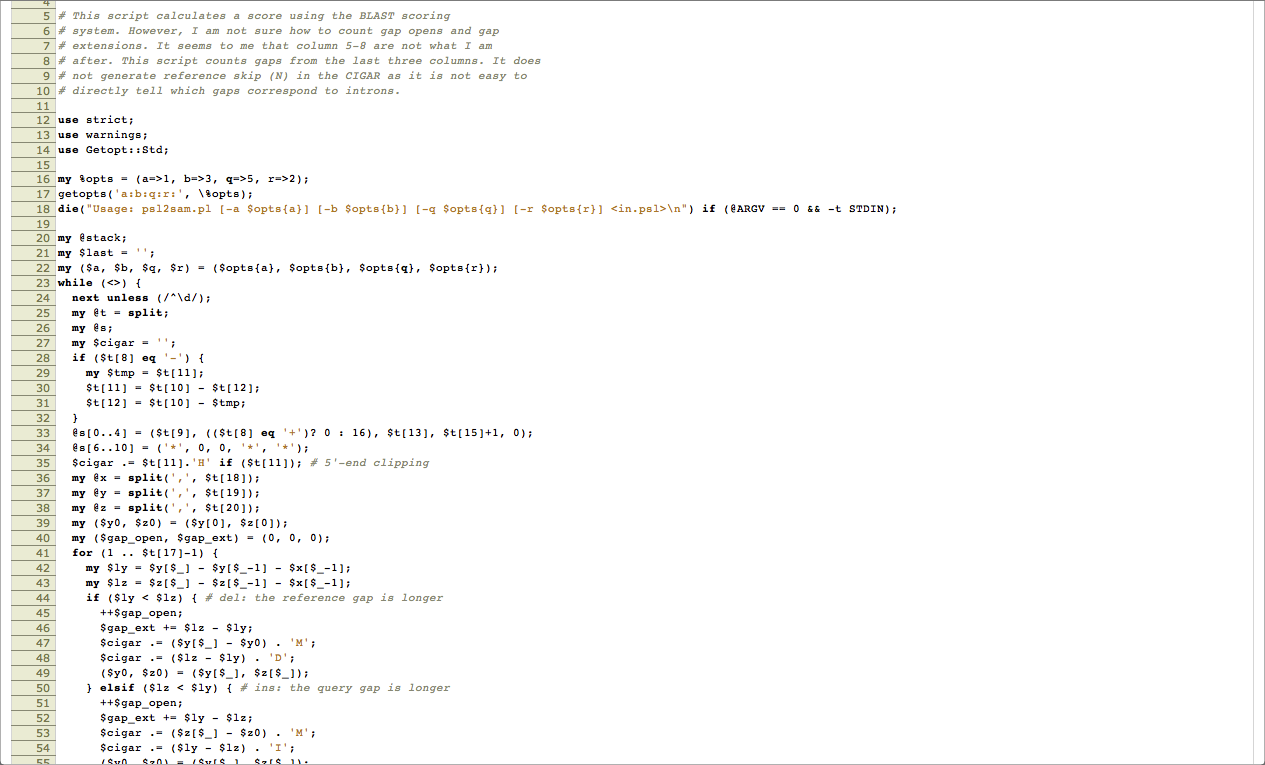 4
5 # This script calculates a score using the BLAST scoring
6 # system. However, I am not sure how to count gap opens and gap
7 # extensions. It seems to me that column 5-8 are not what I am
8 # after. This script counts gaps from the last three columns. It does
9 # not generate reference skip (N) in the CIGAR as it is not easy to
10 # directly tell which gaps correspond to introns.
11
12 use strict;
13 use warnings;
14 use Getopt::Std;
15
16 my %opts = (a=>1, b=>3, q=>5, r=>2);
17 getopts('a:b:q:r:', \%opts);
18 die("Usage: psl2sam.pl [-a $opts{a}] [-b $opts{b}] [-q $opts{q}] [-r $opts{r}] <in.psl>\n") if (@ARGV == 0 && -t STDIN);
19
20 my @stack;
21 my $last = '';
22 my ($a, $b, $q, $r) = ($opts{a}, $opts{b}, $opts{q}, $opts{r});
23 while (<>) {
24   next unless (/^\d/);
25   my @t = split;
26   my @s;
27   my $cigar = '';
28   if ($t[8] eq '-') {
29     my $tmp = $t[11];
30     $t[11] = $t[10] - $t[12];
31     $t[12] = $t[10] - $tmp;
32   }
33   @s[0..4] = ($t[9], (($t[8] eq '+')? 0 : 16), $t[13], $t[15]+1, 0);
34   @s[6..10] = ('*', 0, 0, '*', '*');
35   $cigar .= $t[11].'H' if ($t[11]); # 5'-end clipping
36   my @x = split(',', $t[18]);
37   my @y = split(',', $t[19]);
38   my @z = split(',', $t[20]);
39   my ($y0, $z0) = ($y[0], $z[0]);
40   my ($gap_open, $gap_ext) = (0, 0, 0);
41   for (1 .. $t[17]-1) {
42     my $ly = $y[$_] - $y[$_-1] - $x[$_-1];
43     my $lz = $z[$_] - $z[$_-1] - $x[$_-1];
44     if ($ly < $lz) { # del: the reference gap is longer
45       ++$gap_open;
46       $gap_ext += $lz - $ly;
47       $cigar .= ($y[$_] - $y0) . 'M';
48       $cigar .= ($lz - $ly) . 'D';
49       ($y0, $z0) = ($y[$_], $z[$_]);
50     } elsif ($lz < $ly) { # ins: the query gap is longer
51       ++$gap_open;
52       $gap_ext += $ly - $lz;
53       $cigar .= ($z[$_] - $z0) . 'M';
54       $cigar .= ($ly - $lz) . 'I';
55       ($y0, $z0) = ($y[$_], $z[$_]);